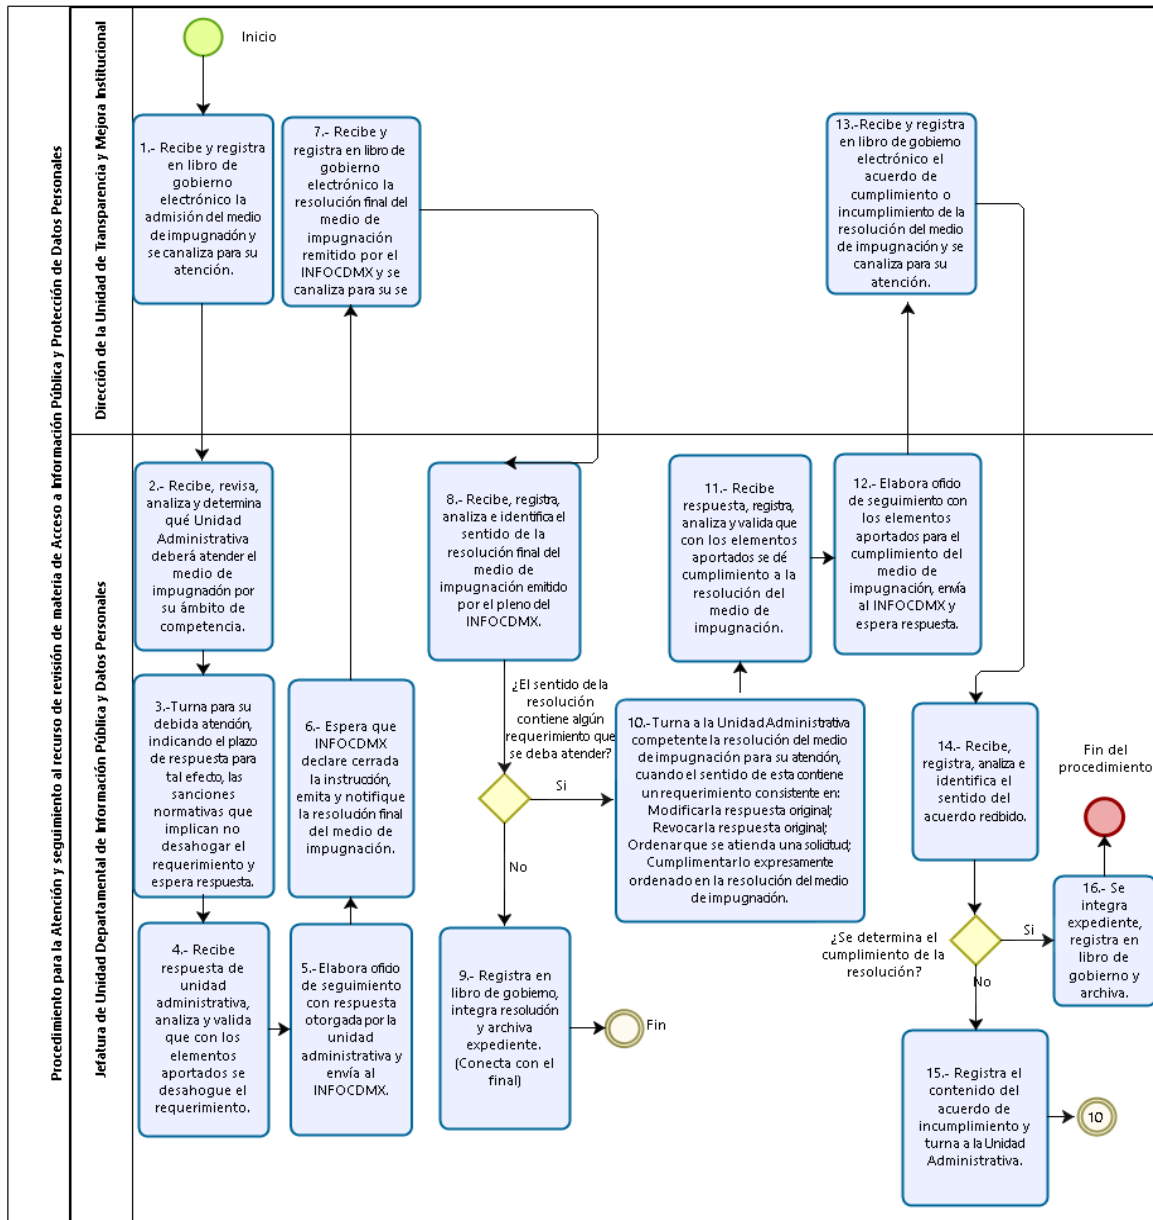 Procedimiento para la Atención y seguimiento al recurso de revisión de materia de Acceso a Información Pública y Protección de Datos Personales
Dirección de la Unidad de Transparencia y Mejora Institucional
Inicio
1.- Recibe y registra
en libro de
gobierno
electrónico la
admisión del medio
de impugnación y
se canaliza para su
atención.
7.- Recibe y
registra en libro de
gobierno
electrónico la
resolución final del
medio de
impugnación
remitido por el
INFOCDMX y se
canaliza para su se
13.-Recibe y registra
en libro de gobierno
electrónico el
acuerdo de
cumplimiento o
incumplimiento de la
resolución del medio
de impugnación y se
canaliza para su
atención.
Jefatura de Unidad Departamental de Información Pública y Datos Personales
2.- Recibe, revisa,
analiza y determina
qué Unidad
Administrativa
deberá atender el
medio de
impugnación por
su ámbito de
competencia.
3.-Turna para su
debida atención,
indicando el plazo
de respuesta para
tal efecto, las
sanciones
normativas que
implican no
desahogar el
requerimiento y
espera respuesta.
4.- Recibe
respuesta de
unidad
administrativa,
analiza y valida
que con los
elementos
aportados se
desahogue el
requerimiento.
5.- Elabora oficio
de seguimiento
con respuesta
otorgada por la
unidad
administrativa y
envía al
INFOCDMX.
6.- Espera que
INFOCDMX
declare cerrada
la instrucción,
emita y notifique
la resolución final
del medio de
impugnación.
8.- Recibe, registra,
analiza e identifica el
sentido de la
resolución final del
medio de
impugnación emitido
por el pleno del
INFOCDMX.
¿El sentido de la
resolución
contiene algún
requerimiento que
se deba atender?
Si
No
9.- Registra en
libro de gobierno,
integra resolución
y archiva
expediente.
(Conecta con el
final)
Fin
10.- Turna a la Unidad Administrativa
competente la resolución del medio
de impugnación para su atención,
cuando el sentido de esta contiene
un requerimiento consistente en:
Modificar la respuesta original;
Revocar la respuesta original;
Ordenar que se atienda una solicitud;
Cumplimentar lo expresamente
ordenado en la resolución del medio
de impugnación.
11.- Recibe
respuesta, registra,
analiza y valida que
con los elementos
aportados se dé
cumplimiento a la
resolución del
medio de
impugnación.
12.- Elabora oficio
de seguimiento con
los elementos
aportados para el
cumplimiento del
medio de
impugnación, envía
al INFOCDMX y
espera respuesta.
14.- Recibe,
registra, analiza e
identifica el
sentido del
acuerdo recibido.
¿Se determina el
cumplimiento de la
resolución?
Si
No
15.- Registra el
contenido del
acuerdo de
incumplimiento y
turna a la Unidad
Administrativa.
10
16.- Se
integra
expediente,
registra en
libro de
gobierno y
archiva.
Fin del
procedimiento